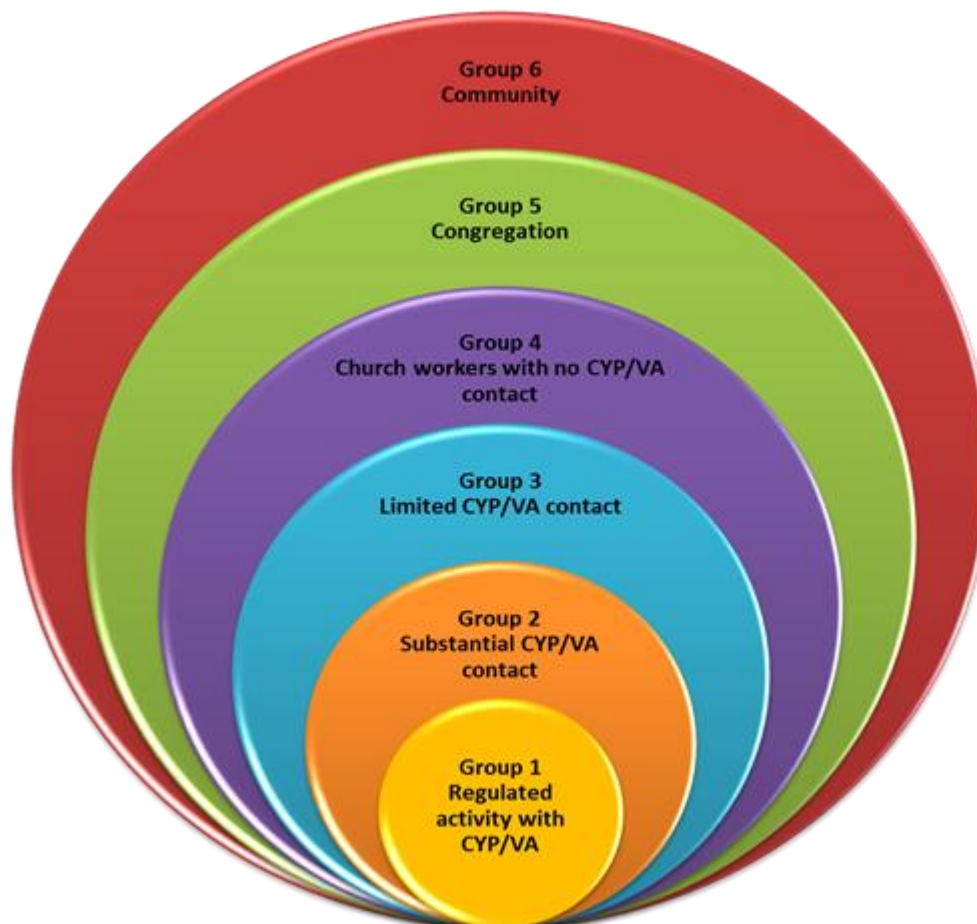 Group 6
Community
Group 5
Congregation
Group 4
Church workers with no CYP/VA
contact
Group 3
Limited CYP/VA contact
Group 2
Substantial CYP/VA
contact
Group 1
Regulated
activity with
CYP/VA